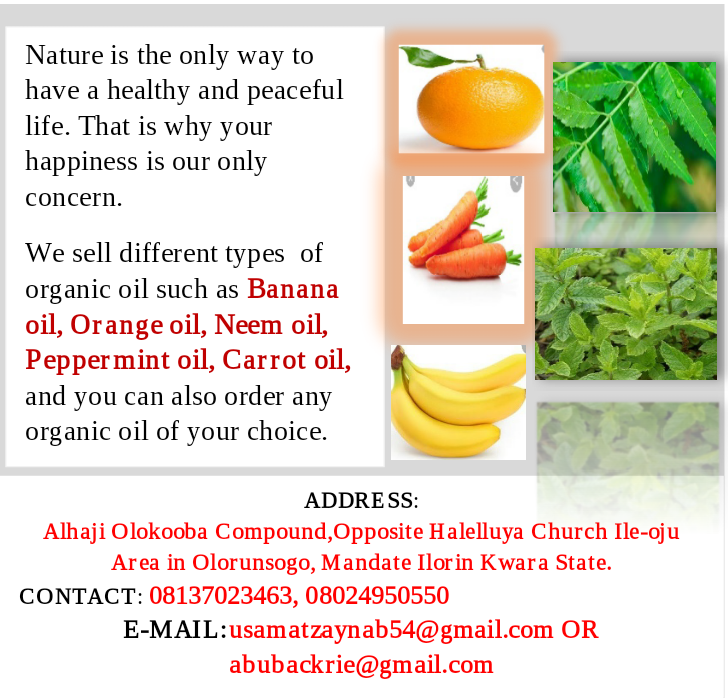 Nature is the only way to
have a healthy and peaceful
life. That is why your
happiness is our only
concern.
We sell different types  of
organic oil such as Banana
oil, Orange oil, Neem oil,
Peppermint oil, Carrot oil,
and you can also order any
organic oil of your choice.
ADDRESS:
Alhaji Olokooba Compound,Opposite Halelluya Church Ile-oju
Area in Olorunsogo, Mandate Ilorin Kwara State.
CONTACT: 08137023463, 08024950550
E-MAIL:usamatzaynab54@gmail.com OR
abubackrie@gmail.com